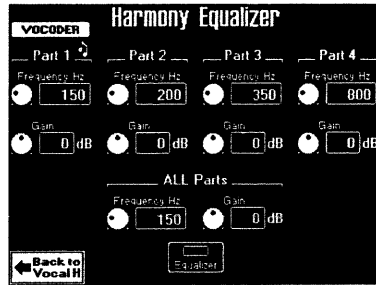 Harmony Equalizer
VOCODER
Part 1 Part 2 Part 3 Part 4
Frequency Hz Frequency Hz Frequency Hz Frequency Hz
150 200 350 800
Gain Gain Gain Gain
0 dB 0 dB 0 dB 0 dB
ALL Parts
Frequency Hz Gain
150 0 dB
Back to
Vocal H
Equalizer